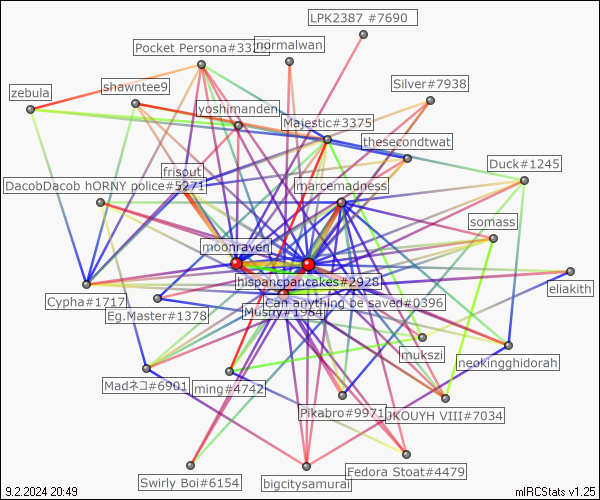 LPK2387 #7690
Pocket Persona#332
normalwan
Silver#7938
zebula
shawntee9
yoshimanden
Majestic#3375
thesecondtwat
Duck#1245
frisout
DacobDacob hORNY police#5271
marcemadness
somass
moonraven
hispancpancakes#2928
eliakith
Cypha#1717
Can anything be saved#0396
Eg.Master#1378
Mushy#1984
mukszi
neokingghidorah
Madネコ#6901
ming#4742
Pikabro#9971
JKOUYH VIII#7034
Swirly Boi#6154
bigcitysamurai
Fedora Stoat#4479
9.2.2024 20:49
mIRCStats v1.25